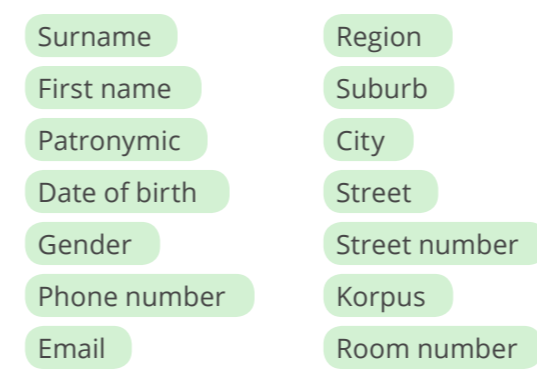 Surname
First name
Patronymic
Date of birth
Gender
Phone number
Email
Region
Suburb
City
Street
Street number
Korpus
Room number